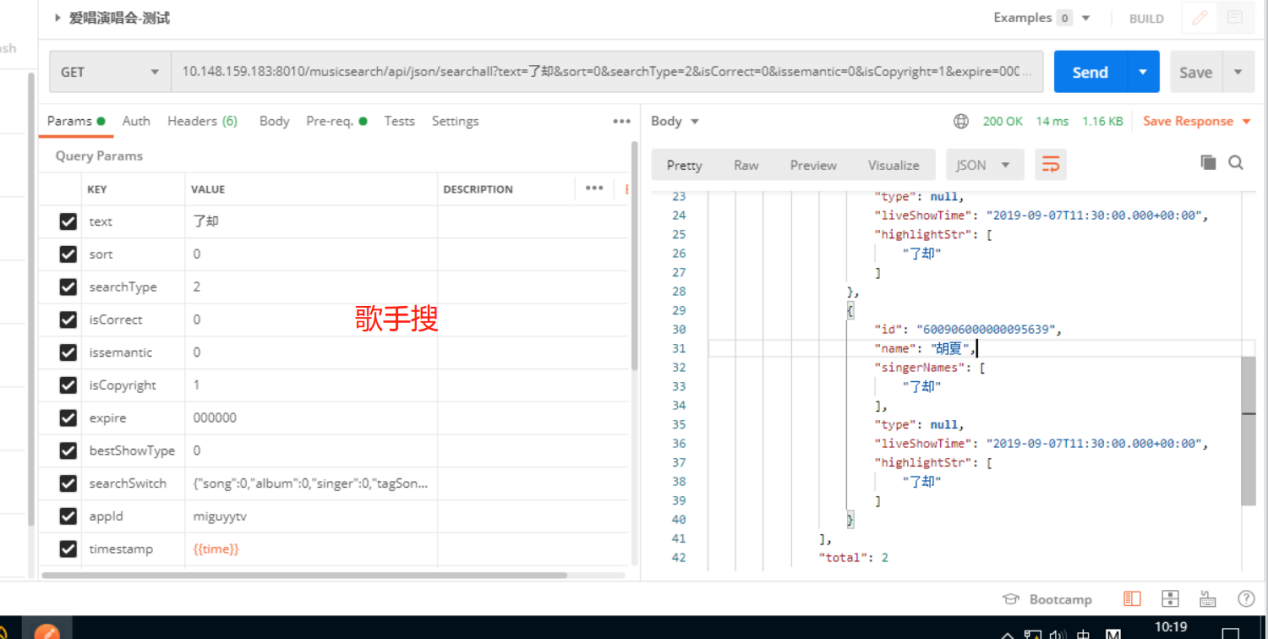 爱唱演唱会-测试
Examples 0
BUILD
ash
GET
10.148.159.183:8010/musicsearch/api/json/searchall?text=了却&sort=0&searchType=2&isCorrect=0&issemantic=0&isCopyright=1&expire=000...
Send
Save
Params
Auth
Headers (6)
Body
Pre-req.
Tests
Settings
Query Params
KEY VALUE DESCRIPTION
text 了却
sort 0
searchType 2
isCorrect 0
歌手搜
issemantic 0
isCopyright 1
expire 000000
bestShowType 0
searchSwitch {"song":0,"album":0,"singer":0,"tagSon...
appId miguyytv
timestamp {{time}}
Body
200 OK 14 ms 1.16 KB Save Response
Pretty Raw Preview Visualize JSON
23 "type": null,
24 "liveShowTime": "2019-09-07T11:30:00.000+00:00",
25 "highlightStr": [
26 "了却"
27 ]
28 },
29 {
30 "id": "600906000000095639",
31 "name": "胡夏",
32 "singerNames": [
33 "了却"
34 ],
35 "type": null,
36 "liveShowTime": "2019-09-07T11:30:00.000+00:00",
37 "highlightStr": [
38 "了却"
39 ]
40 }
41 ],
42 "total": 2
Bootcamp
中 M 10:19